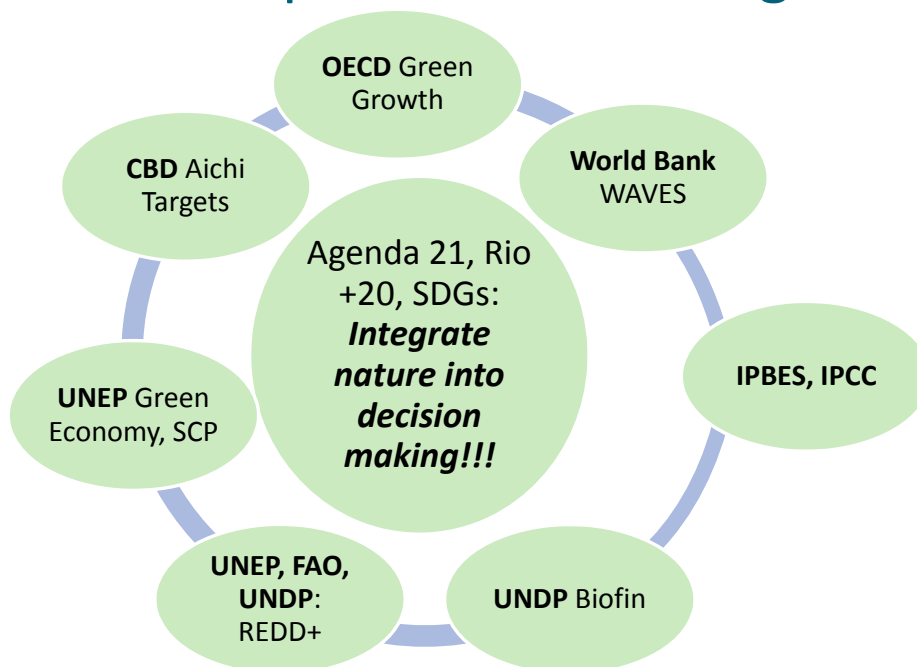 OECD Green
Growth
World Bank
WAVES
IPBES, IPCC
UNDP Biofin
UNEP, FAO,
UNDP:
REDD+
UNEP Green
Economy, SCP
CBD Aichi
Targets
Agenda 21, Rio
+20, SDGs:
Integrate
nature into
decision
making!!!